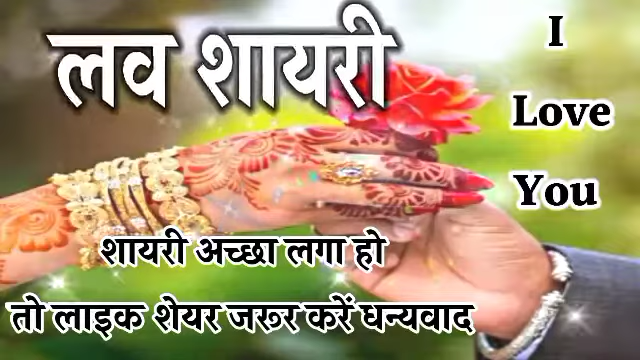 लव शायरी
I
Love
You
शायरी अच्छा लगा हो
तो लाइक शेयर जरूर करें धन्यवाद